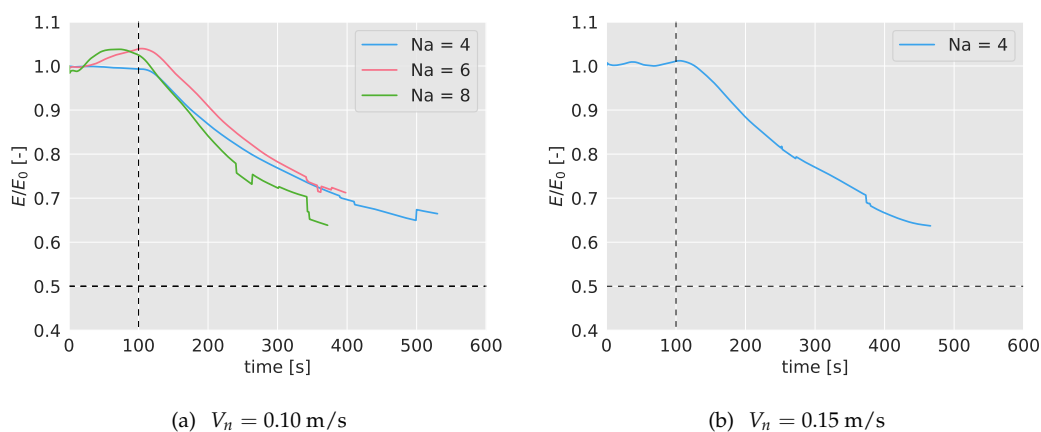 1.1
1.0
0.9
0.8
0.7
0.6
0.5
0.4
E/E₀ [-]
0 100 200 300 400 500 600
time [s]
Na = 4
Na = 6
Na = 8
(a) Vₙ = 0.10 m/s
1.1
1.0
0.9
0.8
0.7
0.6
0.5
0.4
E/E₀ [-]
0 100 200 300 400 500 600
time [s]
Na = 4
(b) Vₙ = 0.15 m/s